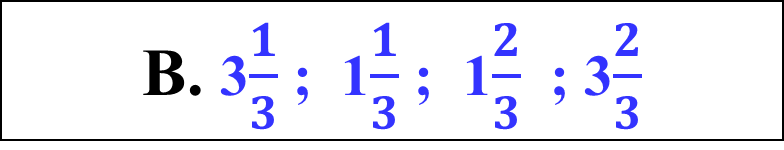 B. 3 1/3 ; 1 1/3 ; 1 2/3 ; 3 2/3